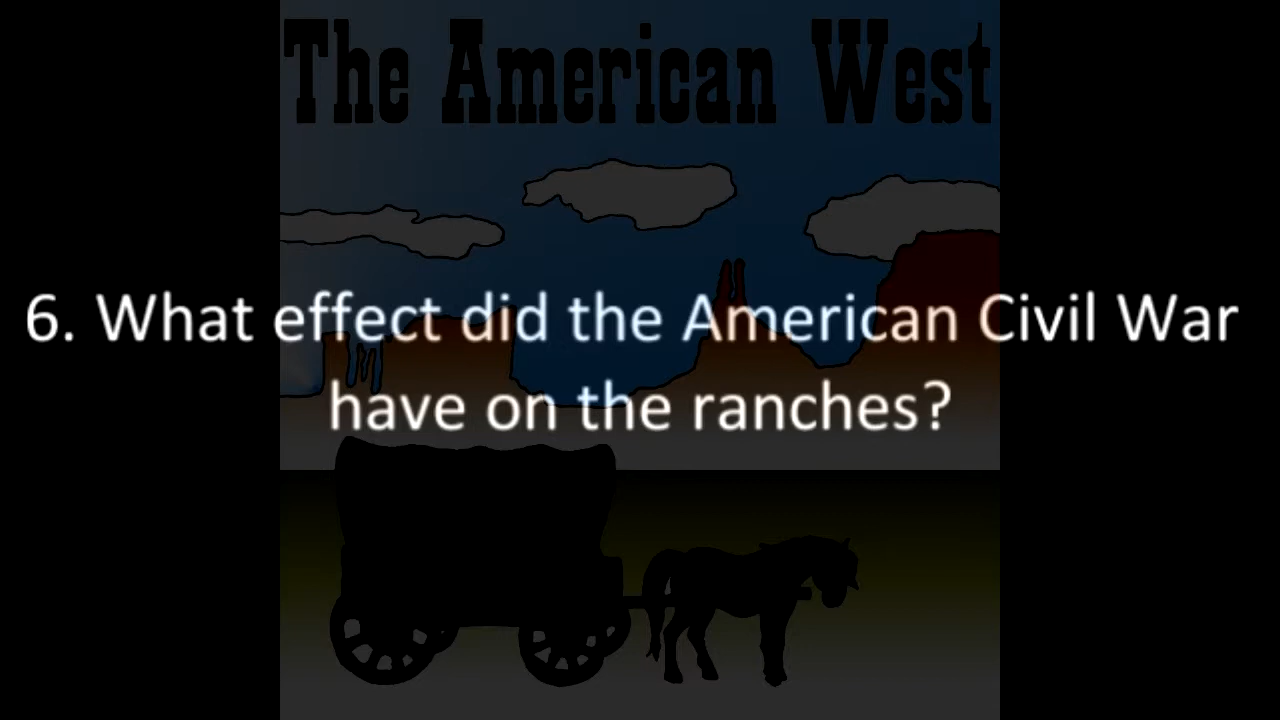 The American West
6. What effect did the American Civil War
have on the ranches?